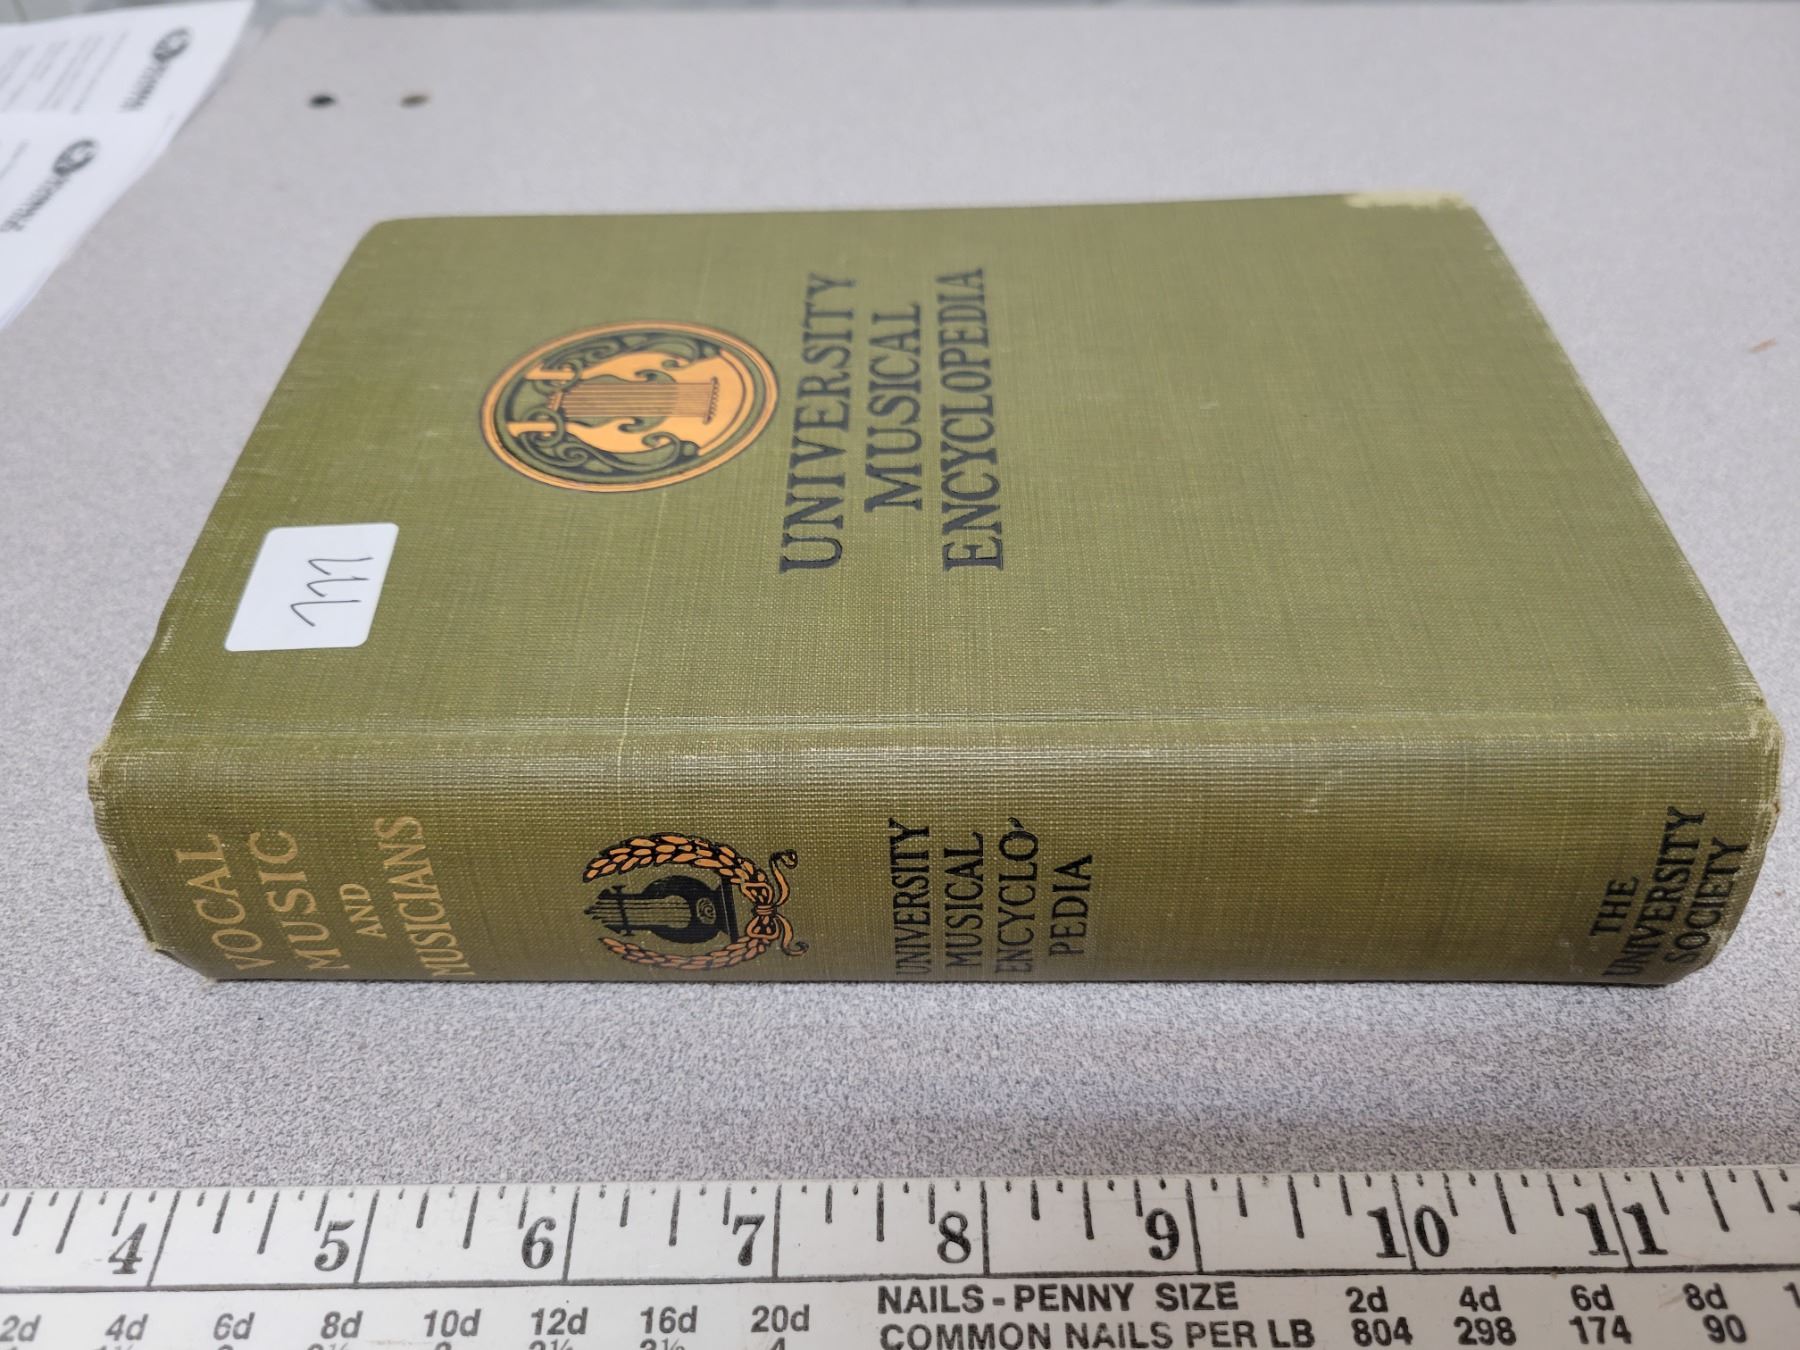 UNIVERSITY
MUSICAL
ENCYCLOPEDIA
VOCAL
MUSIC
AND
MUSICIANS
UNIVERSITY
MUSICAL
ENCYCLO-
PEDIA
THE
UNIVERSITY
SOCIETY
4 5 6 7 8 9 10 11
2d 4d 6d 8d 10d 12d 16d 20d
NAILS - PENNY SIZE 2d 4d 6d 8d
COMMON NAILS PER LB 804 298 174 90